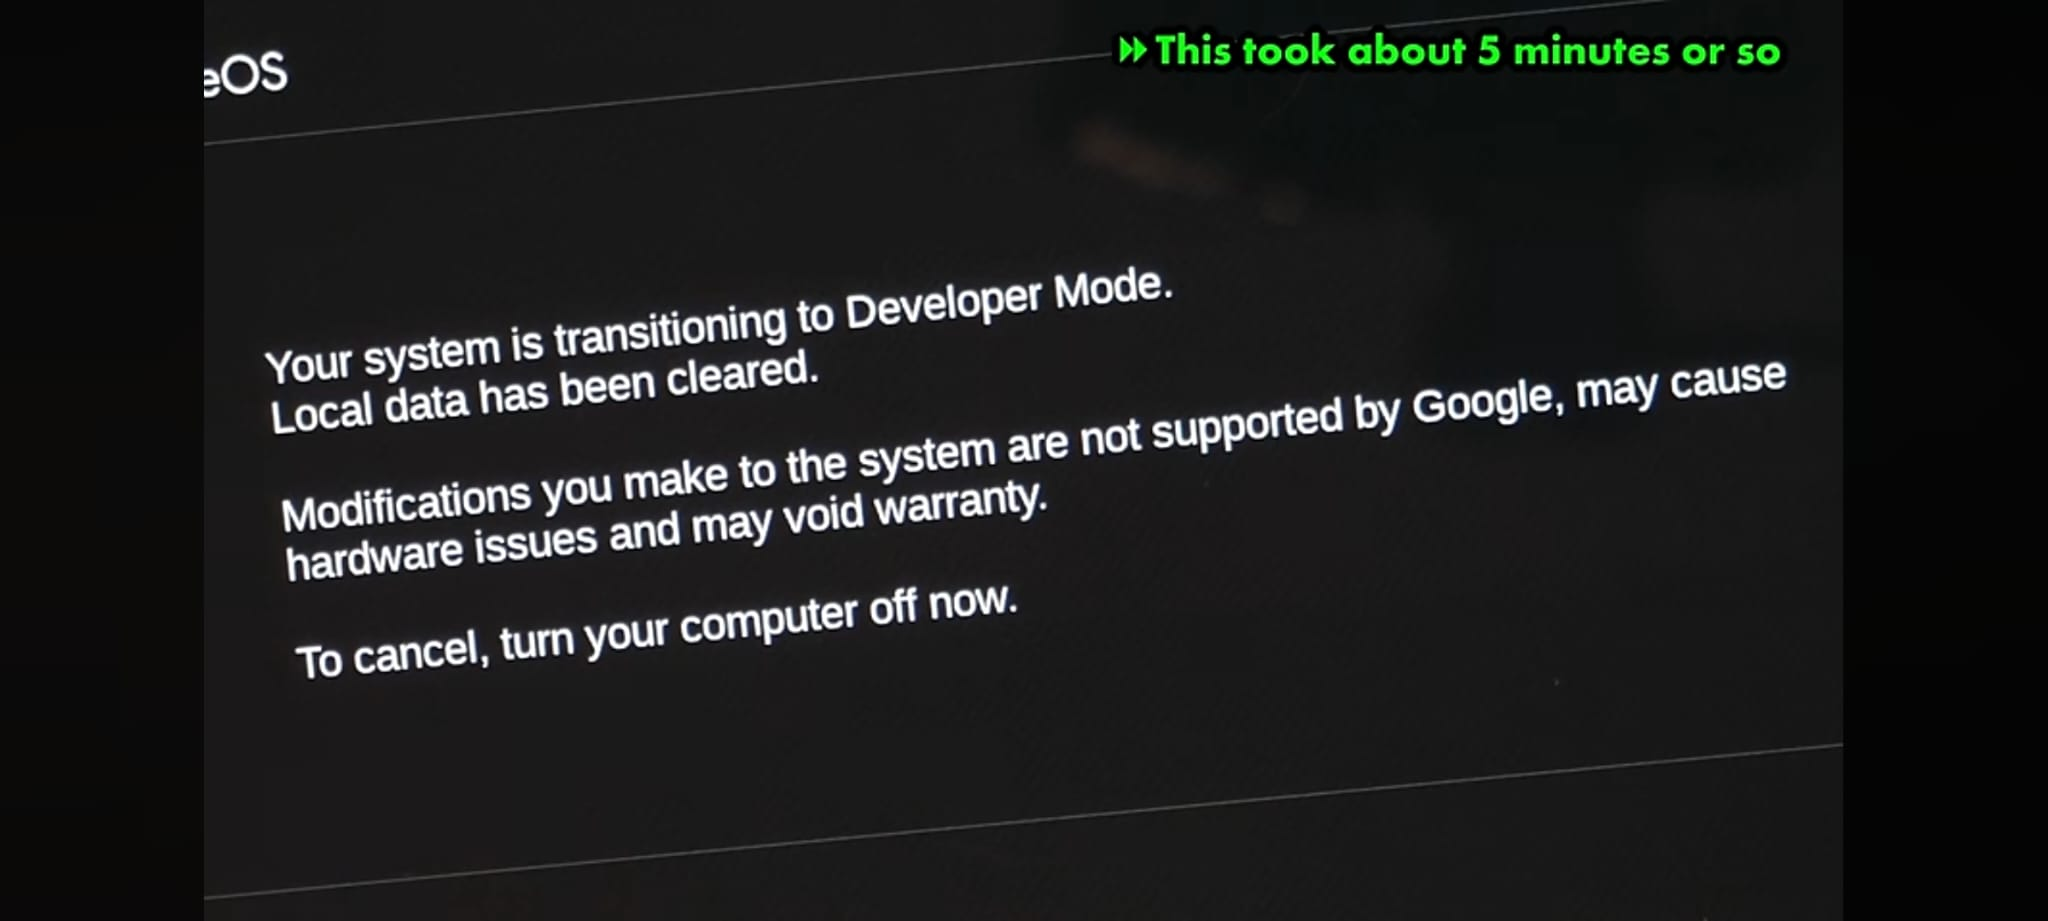 eOS
This took about 5 minutes or so
Your system is transitioning to Developer Mode.
Local data has been cleared.
Modifications you make to the system are not supported by Google, may cause
hardware issues and may void warranty.
To cancel, turn your computer off now.